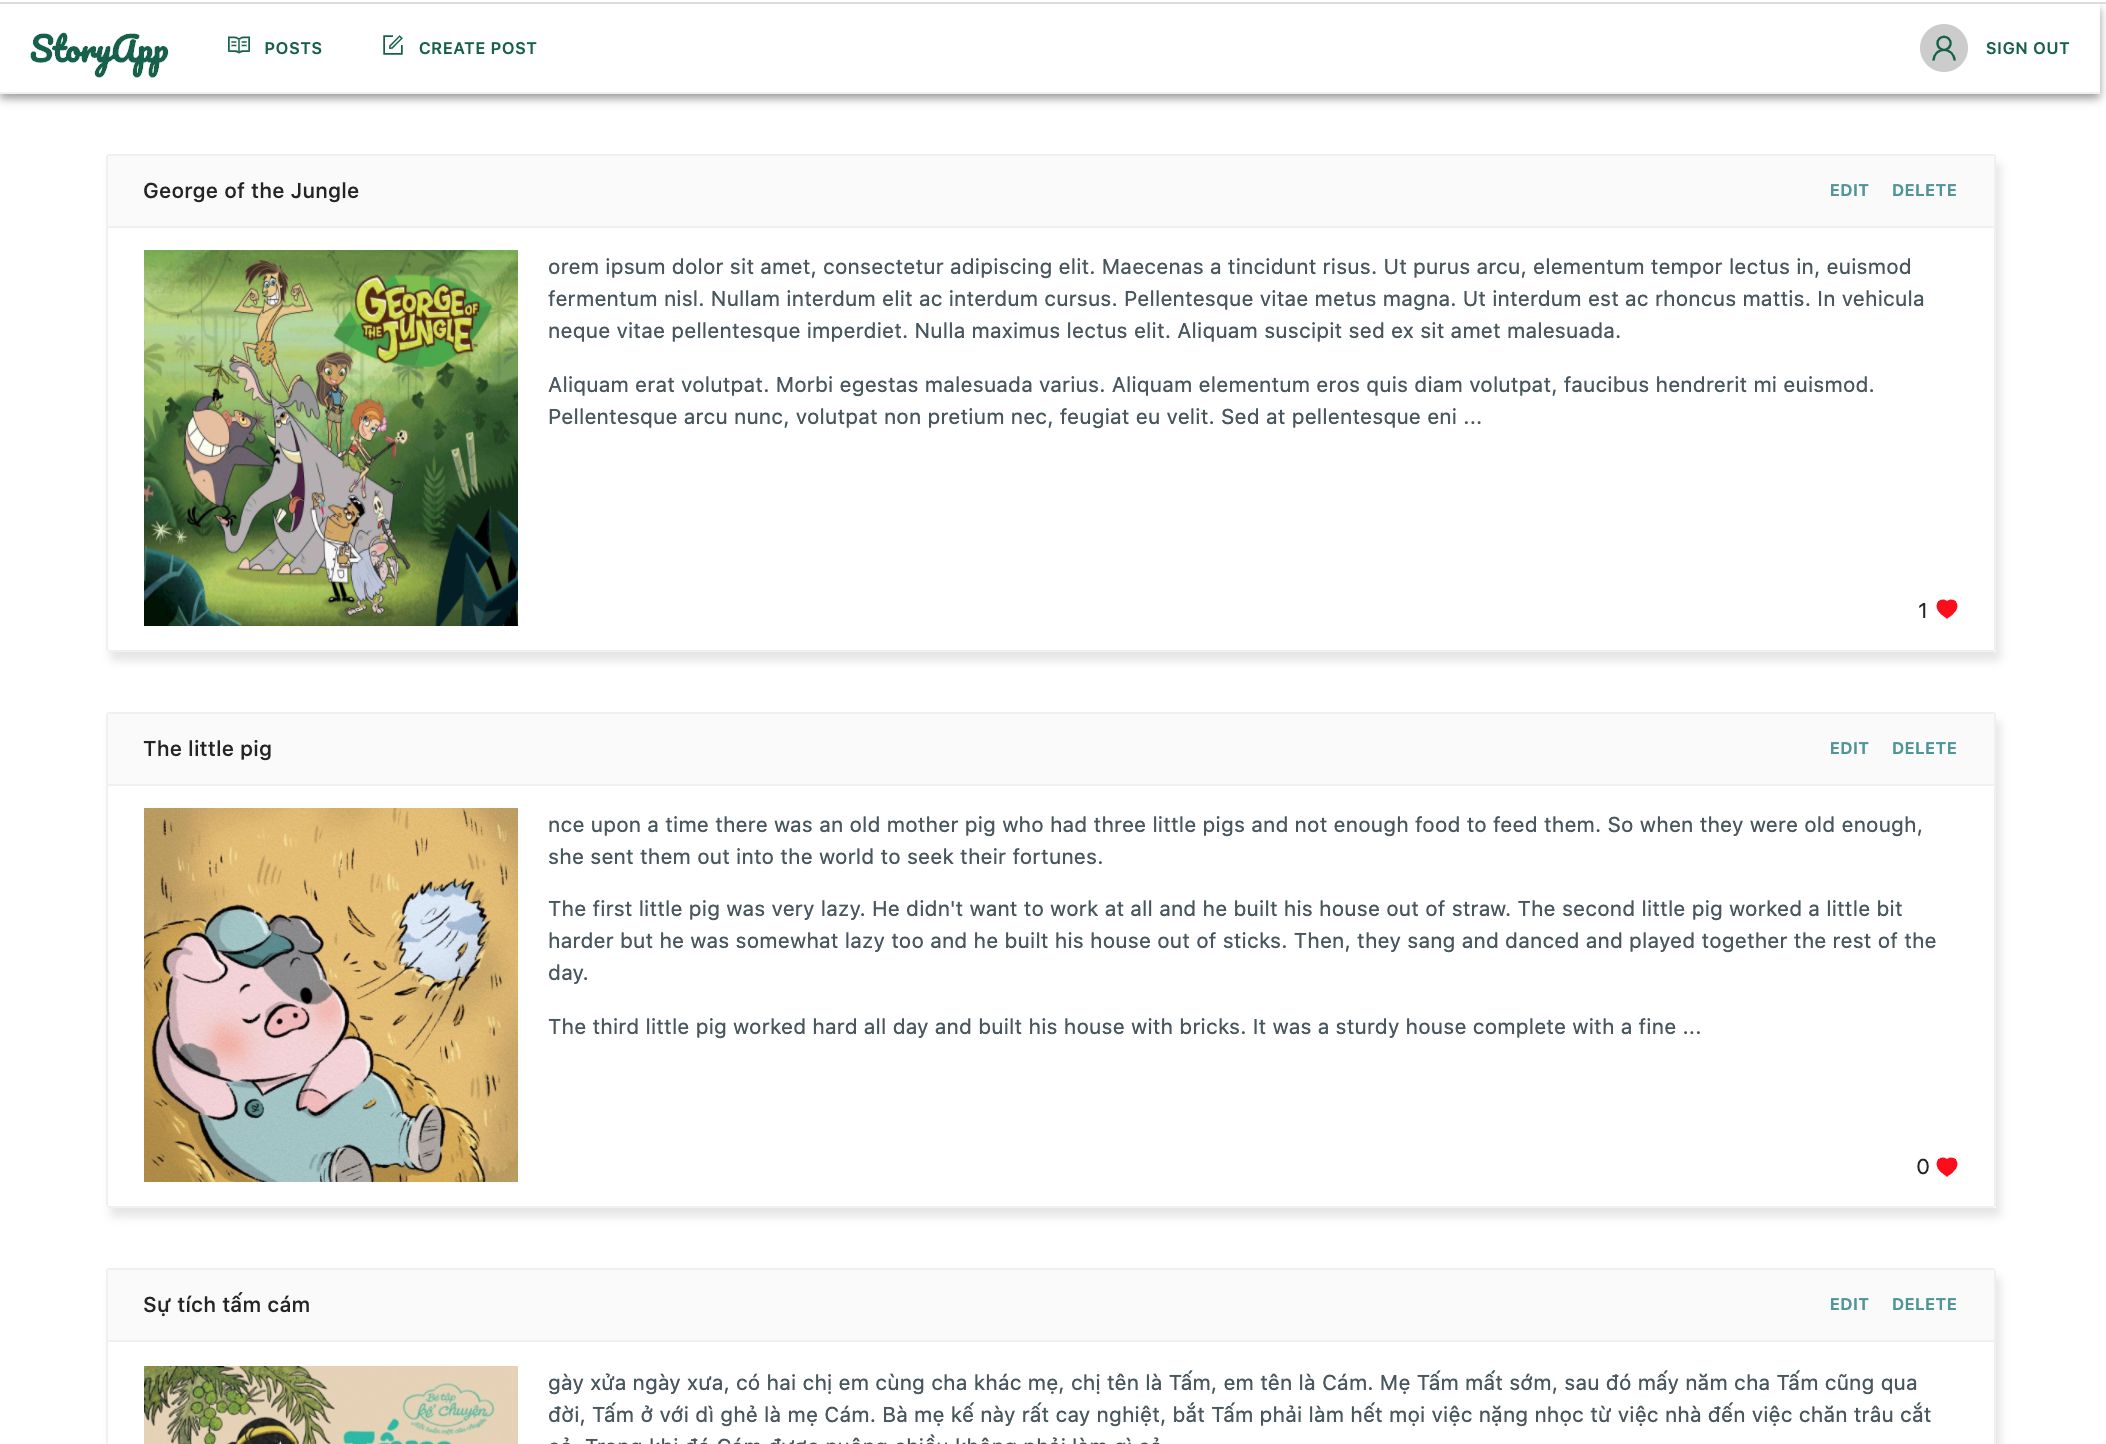 StoryApp
POSTS
CREATE POST
SIGN OUT
George of the Jungle
EDIT DELETE
GEORGE OF
THE JUNGLE
orem ipsum dolor sit amet, consectetur adipiscing elit. Maecenas a tincidunt risus. Ut purus arcu, elementum tempor lectus in, euismod
fermentum nisl. Nullam interdum elit ac interdum cursus. Pellentesque vitae metus magna. Ut interdum est ac rhoncus mattis. In vehicula
neque vitae pellentesque imperdiet. Nulla maximus lectus elit. Aliquam suscipit sed ex sit amet malesuada.
Aliquam erat volutpat. Morbi egestas malesuada varius. Aliquam elementum eros quis diam volutpat, faucibus hendrerit mi euismod.
Pellentesque arcu nunc, volutpat non pretium nec, feugiat eu velit. Sed at pellentesque eni ...
1
The little pig
EDIT DELETE
nce upon a time there was an old mother pig who had three little pigs and not enough food to feed them. So when they were old enough,
she sent them out into the world to seek their fortunes.
The first little pig was very lazy. He didn't want to work at all and he built his house out of straw. The second little pig worked a little bit
harder but he was somewhat lazy too and he built his house out of sticks. Then, they sang and danced and played together the rest of the
day.
The third little pig worked hard all day and built his house with bricks. It was a sturdy house complete with a fine ...
0
Sự tích tấm cám
EDIT DELETE
Bé tập
kể chuyện
gày xửa ngày xưa, có hai chị em cùng cha khác mẹ, chị tên là Tấm, em tên là Cám. Mẹ Tấm mất sớm, sau đó mấy năm cha Tấm cũng qua
đời, Tấm ở với dì ghẻ là mẹ Cám. Bà mẹ kế này rất cay nghiệt, bắt Tấm phải làm hết mọi việc nặng nhọc từ việc nhà đến việc chăn trâu cắt
cỏ. Trong khi đó Cám được nuông chiều không phải làm gì cả.